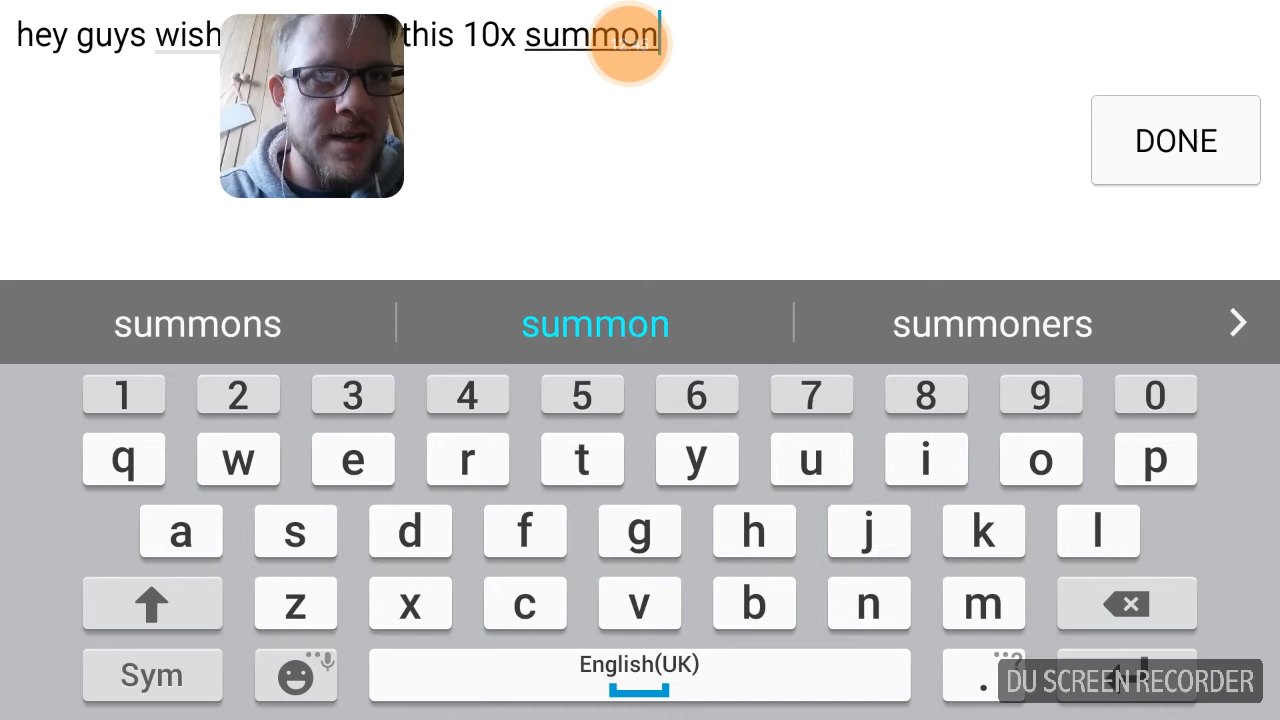 hey guys wish this 10x summon
DONE
summons summon summoners
1 2 3 4 5 6 7 8 9 0
q w e r t y u i o p
a s d f g h j k l
z x c v b n m
Sym English(UK) . ?
DU SCREEN RECORDER